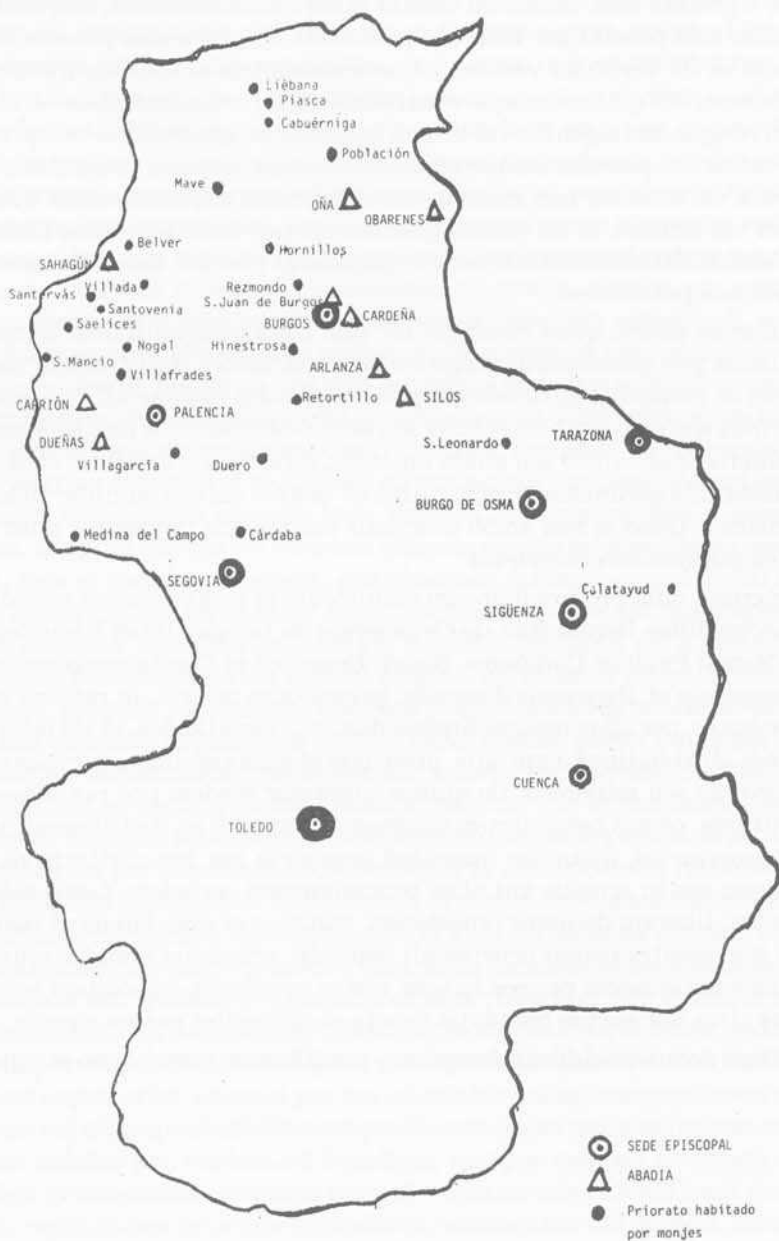 Liébana
Piasca
Cabuérniga
Población
Mave
OÑA
OBARENES
Belver
Hornillos
SAHAGÚN
Villada
Rezmondo
Santervás
S.Juan de Burgos
Santovenia
BURGOS
CARDEÑA
Saelices
Nogal
Hinestrosa
S.Mancio
ARLANZA
Villafrades
CARRIÓN
Retortillo
SILOS
PALENCIA
DUEÑAS
S.Leonardo
TARAZONA
Villagarcía
Duero
BURGO DE OSMA
Medina del Campo
Cárdaba
SEGOVIA
Calatayud
SIGÜENZA
CUENCA
TOLEDO
SEDE EPISCOPAL
ABADIA
Priorato habitado
por monjes